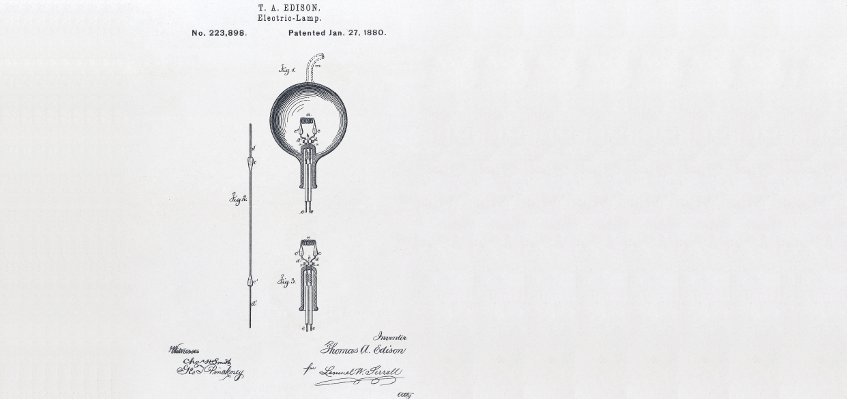 T. A. EDISON.
Electric-Lamp.
No. 223,898.
Patented Jan. 27, 1880.
Fig 1.
Fig 2.
Fig 3.
Witnesses
Chas. H. Smith
Geo. T. Pinckney
Inventor
Thomas A. Edison
for Lemuel W. Serrell
atty